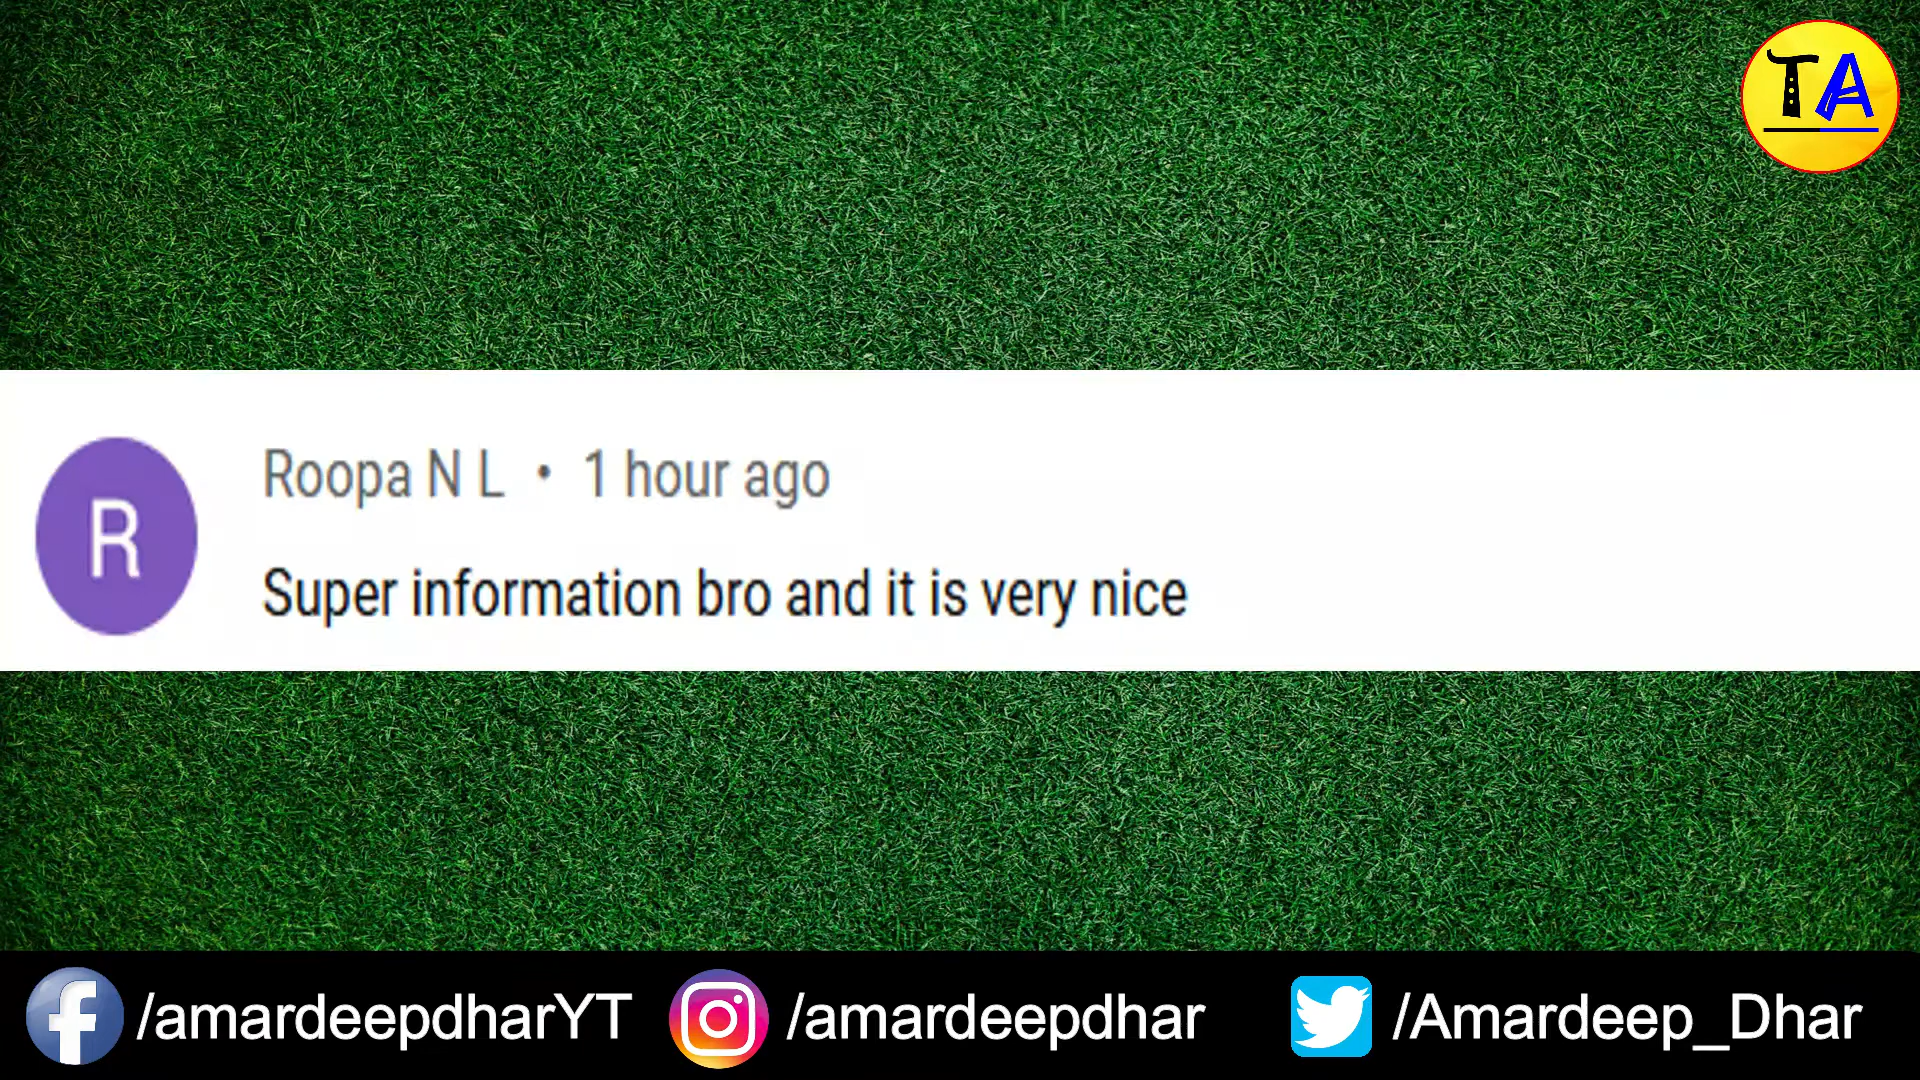 TA
R
Roopa N L • 1 hour ago
Super information bro and it is very nice
/amardeepdharYT
/amardeepdhar
/Amardeep_Dhar